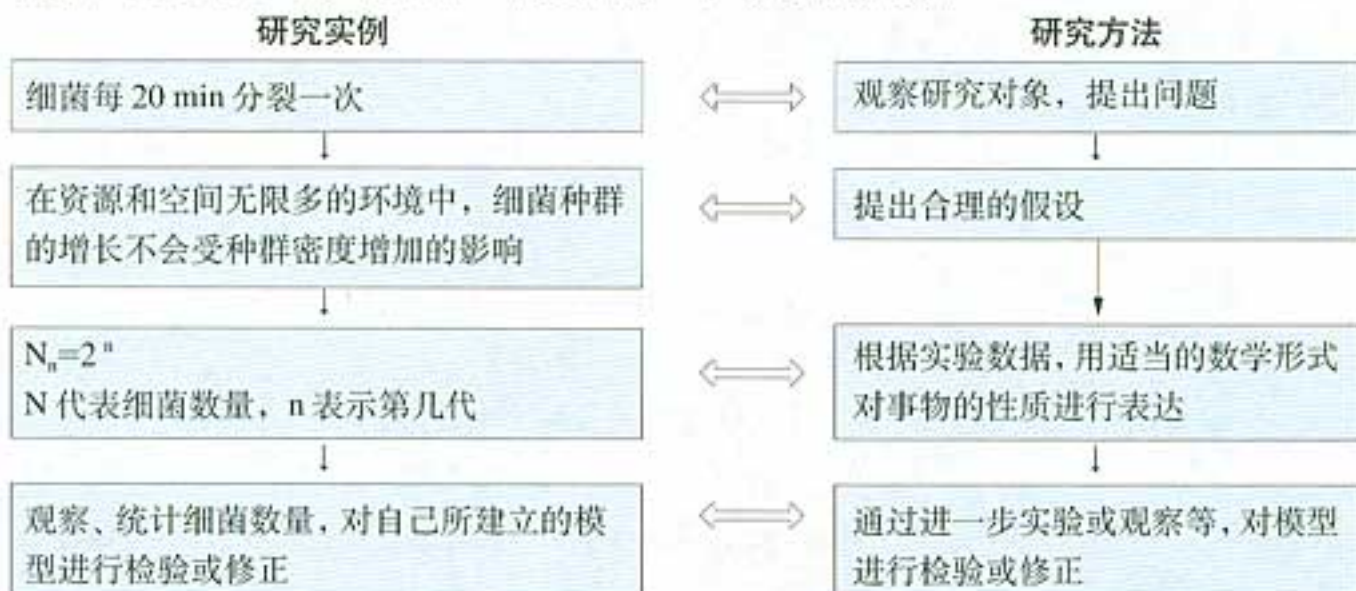 研究实例
研究方法
细菌每 20 min 分裂一次
观察研究对象，提出问题
在资源和空间无限多的环境中，细菌种群
的增长不会受种群密度增加的影响
提出合理的假设
Nₙ=2ⁿ
N 代表细菌数量，n 表示第几代
根据实验数据，用适当的数学形式
对事物的性质进行表达
观察、统计细菌数量，对自己所建立的模
型进行检验或修正
通过进一步实验或观察等，对模型
进行检验或修正